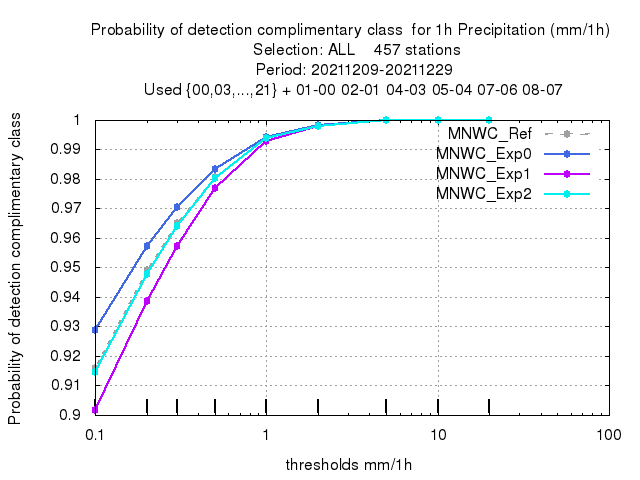 Probability of detection complimentary class for 1h Precipitation (mm/1h)
Selection: ALL 457 stations
Period: 20211209-20211229
Used {00,03,...,21} + 01-00 02-01 04-03 05-04 07-06 08-07
Probability of detection complimentary class
1
0.99
0.98
0.97
0.96
0.95
0.94
0.93
0.92
0.91
0.9
MNWC_Ref
MNWC_Exp0
MNWC_Exp1
MNWC_Exp2
0.1 1 10 100
thresholds mm/1h